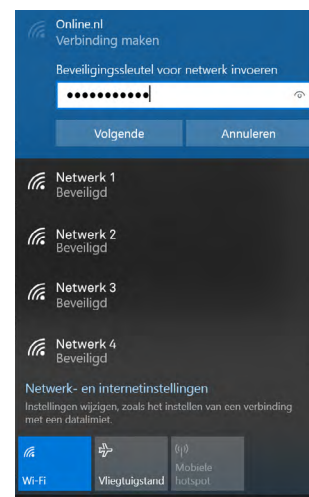 Online.nl
Verbinding maken
Beveiligingssleutel voor netwerk invoeren
●●●●●●●●●●●
Volgende Annuleren
Netwerk 1
Beveiligd
Netwerk 2
Beveiligd
Netwerk 3
Beveiligd
Netwerk 4
Beveiligd
Netwerk- en internetinstellingen
Instellingen wijzigen, zoals het instellen van een verbinding
met een datalimiet.
Wi-Fi Vliegtuigstand Mobiele
hotspot